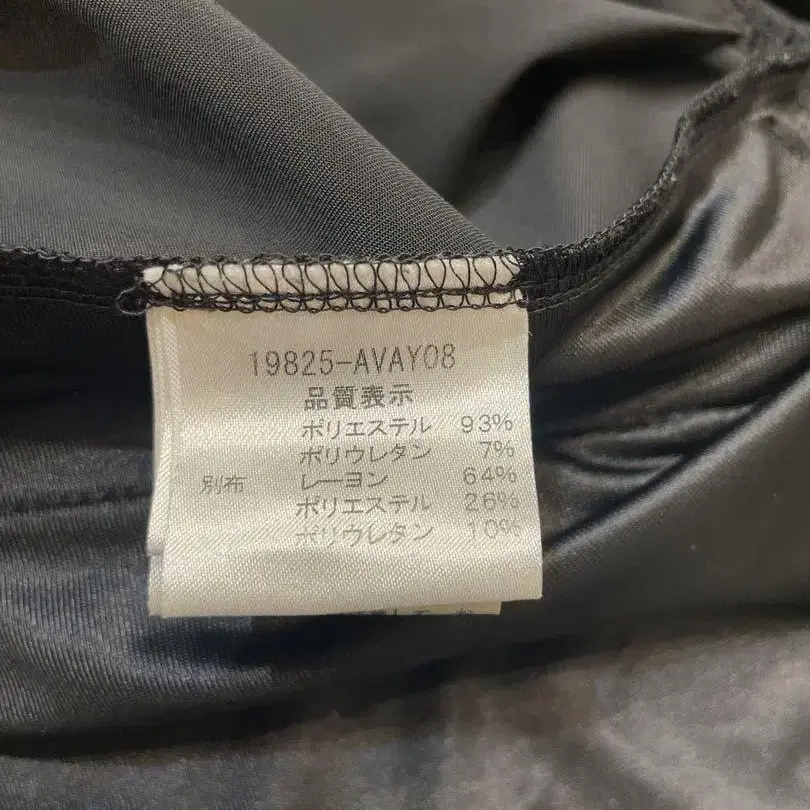 19825-AVAY08
品質表示
ポリエステル 93%
ポリウレタン 7%
別布 レーヨン 64%
ポリエステル 26%
ポリウレタン 10%